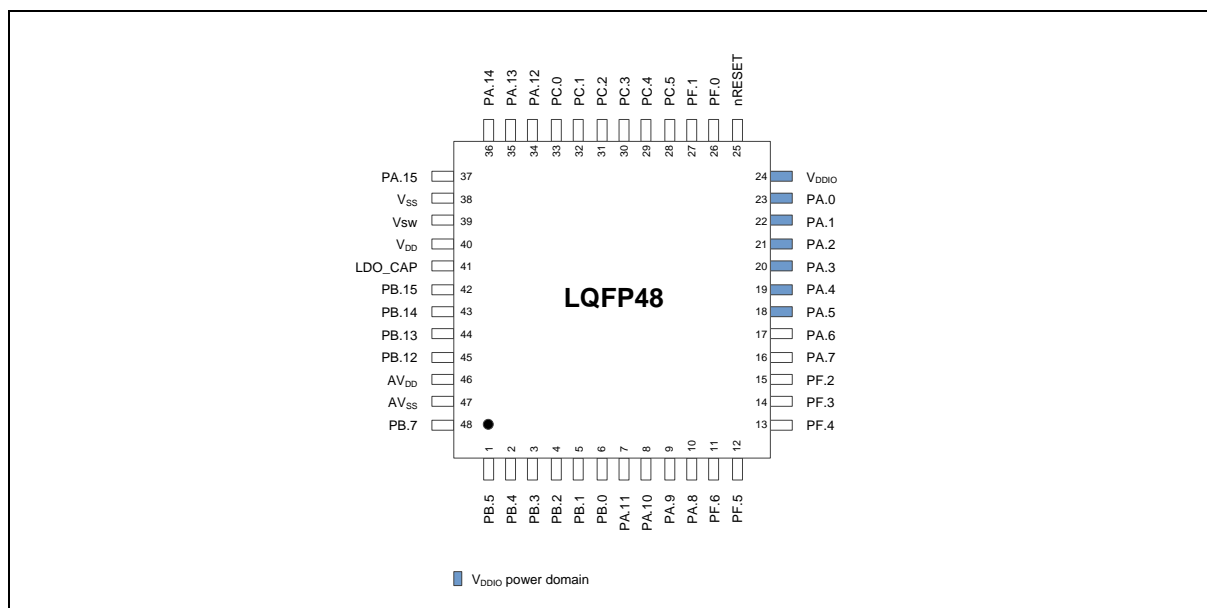 PA.14
PA.13
PA.12
PC.0
PC.1
PC.2
PC.3
PC.4
PC.5
PF.1
PF.0
nRESET
36
35
34
33
32
31
30
29
28
27
26
25
PA.15 37
VSS 38
Vsw 39
VDD 40
LDO_CAP 41
PB.15 42
PB.14 43
PB.13 44
PB.12 45
AVDD 46
AVSS 47
PB.7 48
LQFP48
24 VDDIO
23 PA.0
22 PA.1
21 PA.2
20 PA.3
19 PA.4
18 PA.5
17 PA.6
16 PA.7
15 PF.2
14 PF.3
13 PF.4
1
2
3
4
5
6
7
8
9
10
11
12
PB.5
PB.4
PB.3
PB.2
PB.1
PB.0
PA.11
PA.10
PA.9
PA.8
PF.6
PF.5
VDDIO power domain